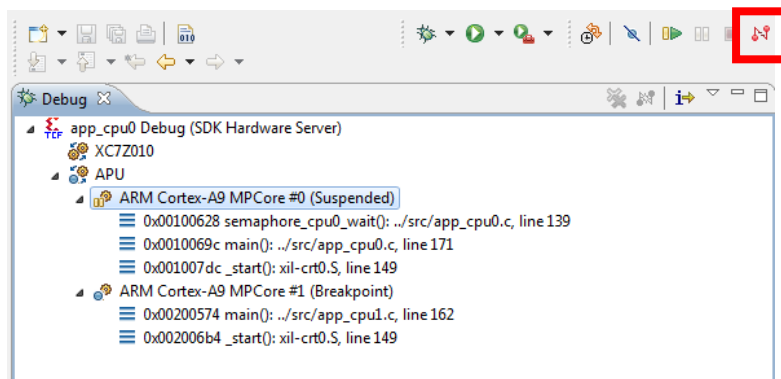 010
Debug
TCF app_cpu0 Debug (SDK Hardware Server)
XC7Z010
APU
ARM Cortex-A9 MPCore #0 (Suspended)
0x00100628 semaphore_cpu0_wait(): ../src/app_cpu0.c, line 139
0x0010069c main(): ../src/app_cpu0.c, line 171
0x001007dc _start(): xil-crt0.S, line 149
ARM Cortex-A9 MPCore #1 (Breakpoint)
0x00200574 main(): ../src/app_cpu1.c, line 162
0x002006b4 _start(): xil-crt0.S, line 149